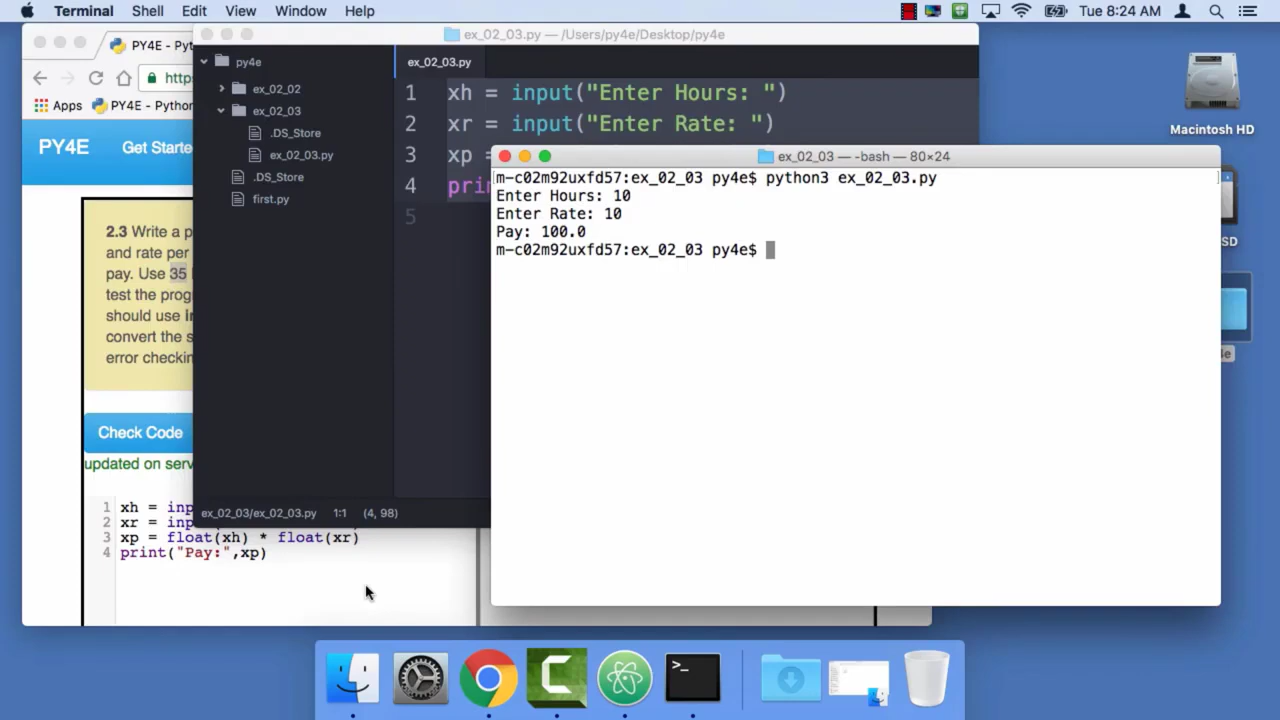 Terminal Shell Edit View Window Help Tue 8:24 AM
ex_02_03.py — /Users/py4e/Desktop/py4e
PY4E - Pyt
https
Apps PY4E - Python
PY4E Get Starte
py4e
ex_02_02
ex_02_03
.DS_Store
ex_02_03.py
.DS_Store
first.py
ex_02_03.py
1 xh = input("Enter Hours: ")
2 xr = input("Enter Rate: ")
3 xp =
4 prin
5
ex_02_03/ex_02_03.py 1:1 (4, 98)
ex_02_03 — -bash — 80×24
m-c02m92uxfd57:ex_02_03 py4e$ python3 ex_02_03.py
Enter Hours: 10
Enter Rate: 10
Pay: 100.0
m-c02m92uxfd57:ex_02_03 py4e$
2.3 Write a p
and rate per
pay. Use 35
test the prog
should use
convert the s
error checkin
Check Code
updated on serv
1 xh = inp
2 xr = inp
3 xp = float(xh) * float(xr)
4 print("Pay:",xp)
Macintosh HD
SD
4e
>_